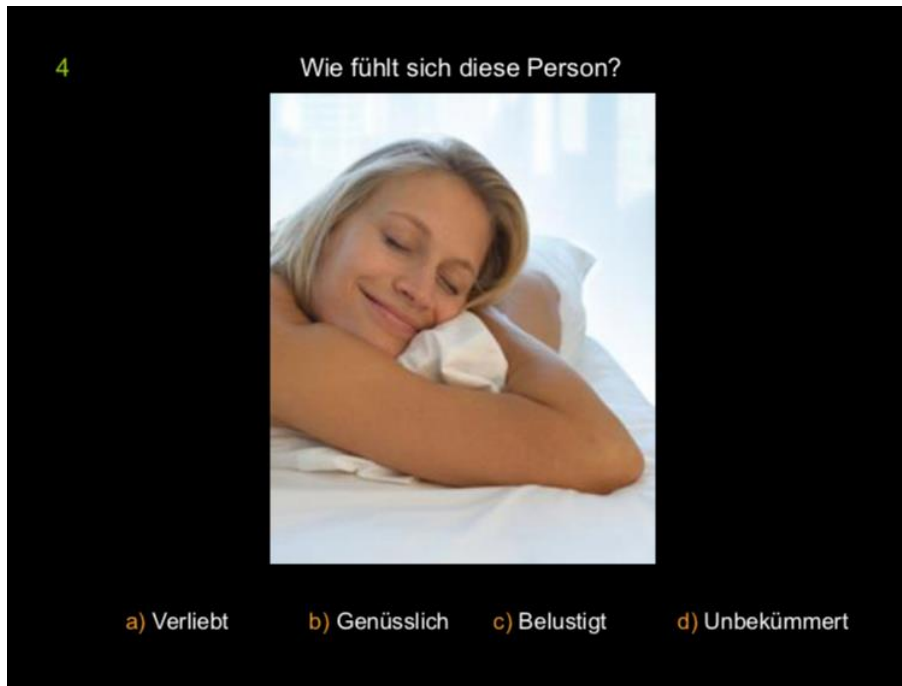 4
Wie fühlt sich diese Person?
a) Verliebt b) Genüsslich c) Belustigt d) Unbekümmert